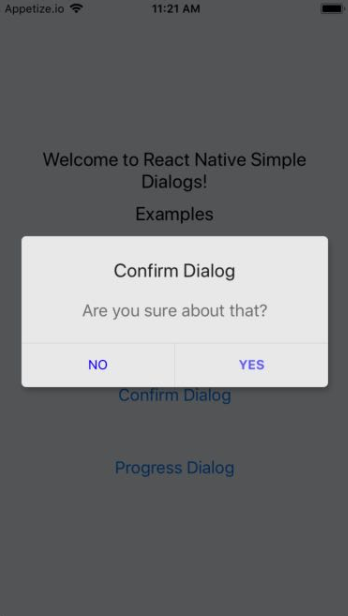 Appetize.io
11:21 AM
Welcome to React Native Simple
Dialogs!
Examples
Confirm Dialog
Are you sure about that?
NO
YES
Confirm Dialog
Progress Dialog